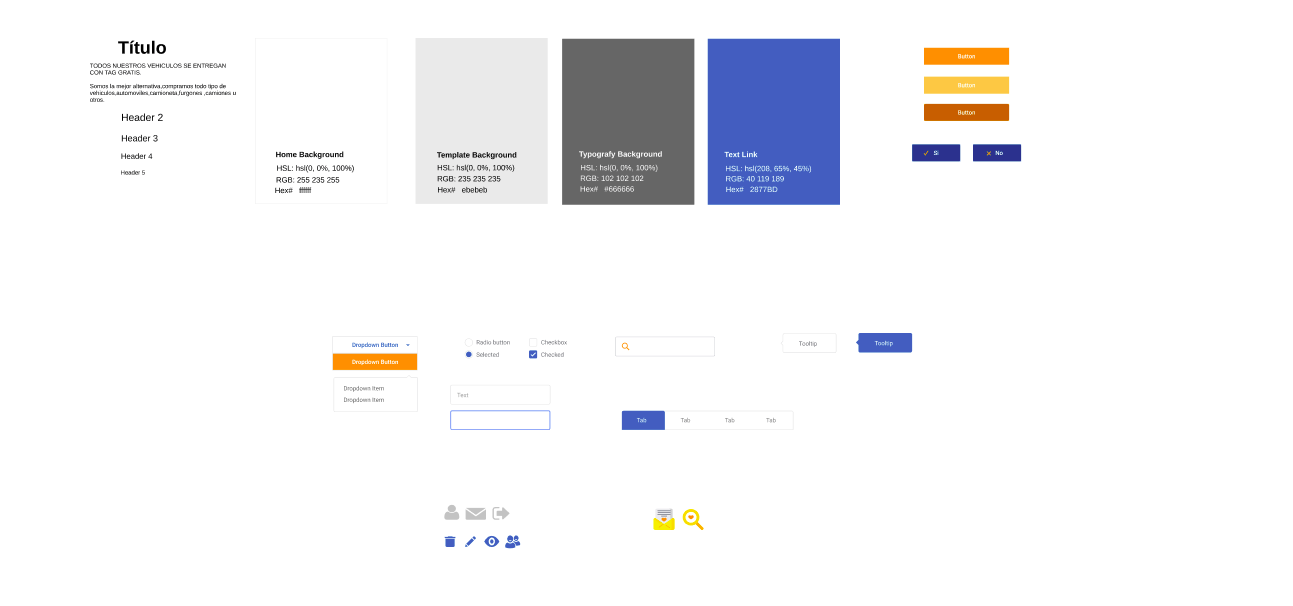 Título
TODOS NUESTROS VEHICULOS SE ENTREGAN
CON TAG GRATIS.
Somos la mejor alternativa,compramos todo tipo de
vehiculos,automoviles,camioneta,furgones ,camiones u
otros.
Header 2
Header 3
Header 4
Header 5
Home Background
HSL: hsl(0, 0%, 100%)
RGB: 255 235 255
Hex# ffffff
Template Background
HSL: hsl(0, 0%, 100%)
RGB: 235 235 235
Hex# ebebeb
Typografy Background
HSL: hsl(0, 0%, 100%)
RGB: 102 102 102
Hex# #666666
Text Link
HSL: hsl(208, 65%, 45%)
RGB: 40 119 189
Hex# 2877BD
Button
Button
Button
Si
No
Dropdown Button
Dropdown Button
Dropdown Item
Dropdown Item
Radio button
Checkbox
Selected
Checked
Text
Tooltip
Tooltip
Tab
Tab
Tab
Tab